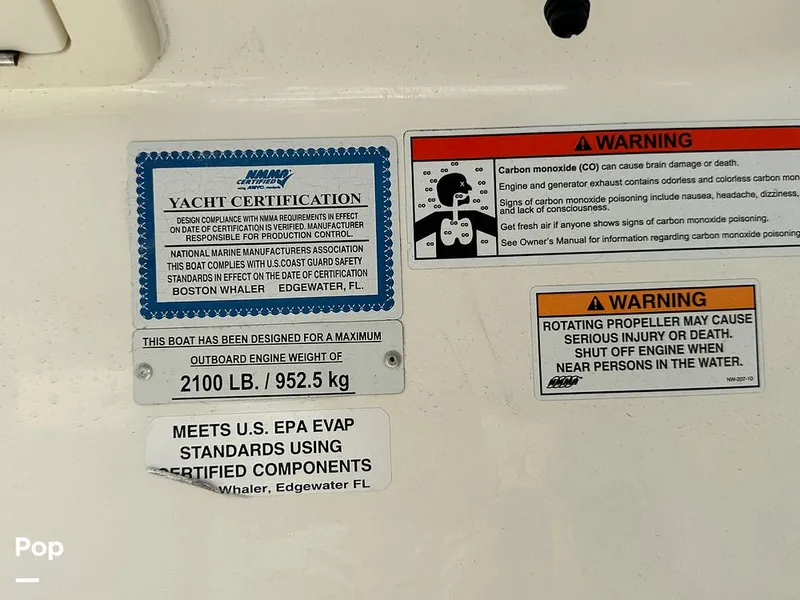 NMMA
CERTIFIED
using ABYC standards
YACHT CERTIFICATION
DESIGN COMPLIANCE WITH NMMA REQUIREMENTS IN EFFECT
ON DATE OF CERTIFICATION IS VERIFIED. MANUFACTURER
RESPONSIBLE FOR PRODUCTION CONTROL.
NATIONAL MARINE MANUFACTURERS ASSOCIATION
THIS BOAT COMPLIES WITH U.S.COAST GUARD SAFETY
STANDARDS IN EFFECT ON THE DATE OF CERTIFICATION
BOSTON WHALER EDGEWATER, FL.
THIS BOAT HAS BEEN DESIGNED FOR A MAXIMUM
OUTBOARD ENGINE WEIGHT OF
2100 LB. / 952.5 kg
MEETS U.S. EPA EVAP
STANDARDS USING
CERTIFIED COMPONENTS
Whaler, Edgewater FL
WARNING
Carbon monoxide (CO) can cause brain damage or death.
Engine and generator exhaust contains odorless and colorless carbon mon
Signs of carbon monoxide poisoning include nausea, headache, dizziness,
and lack of consciousness.
Get fresh air if anyone shows signs of carbon monoxide poisoning.
See Owner's Manual for information regarding carbon monoxide poisoning
WARNING
ROTATING PROPELLER MAY CAUSE
SERIOUS INJURY OR DEATH.
SHUT OFF ENGINE WHEN
NEAR PERSONS IN THE WATER.
NMMA
NW-207-10
Pop